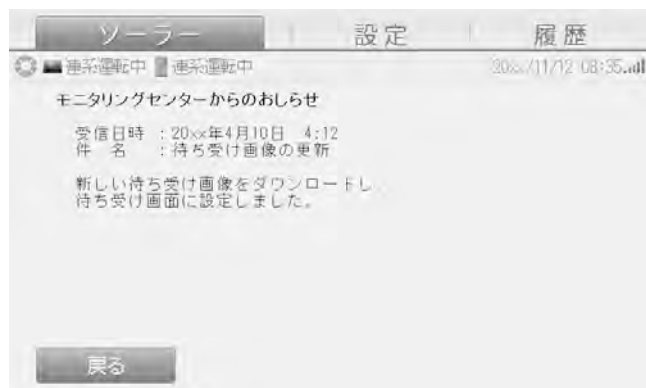 ソーラー 設定 履歴
連系運転中 連系運転中 20xx/11/12 08:35
モニタリングセンターからのおしらせ
受信日時 :20xx年4月10日 4:12
件 名 :待ち受け画像の更新
新しい待ち受け画像をダウンロードし
待ち受け画面に設定しました。
戻る